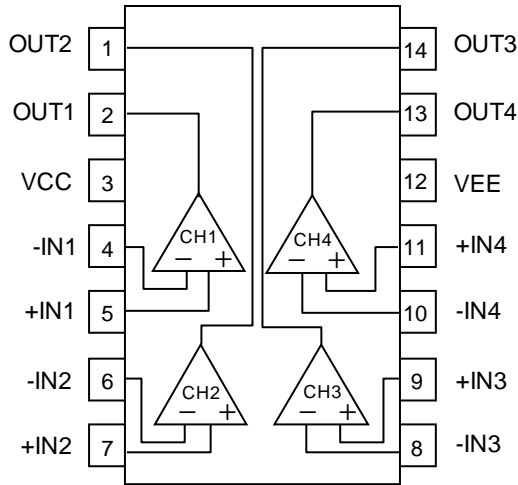 OUT2 1 14 OUT3
OUT1 2 13 OUT4
VCC 3 12 VEE
-IN1 4 CH1 CH4 11 +IN4
− + − +
+IN1 5 10 -IN4
-IN2 6 CH2 CH3 9 +IN3
− + − +
+IN2 7 8 -IN3